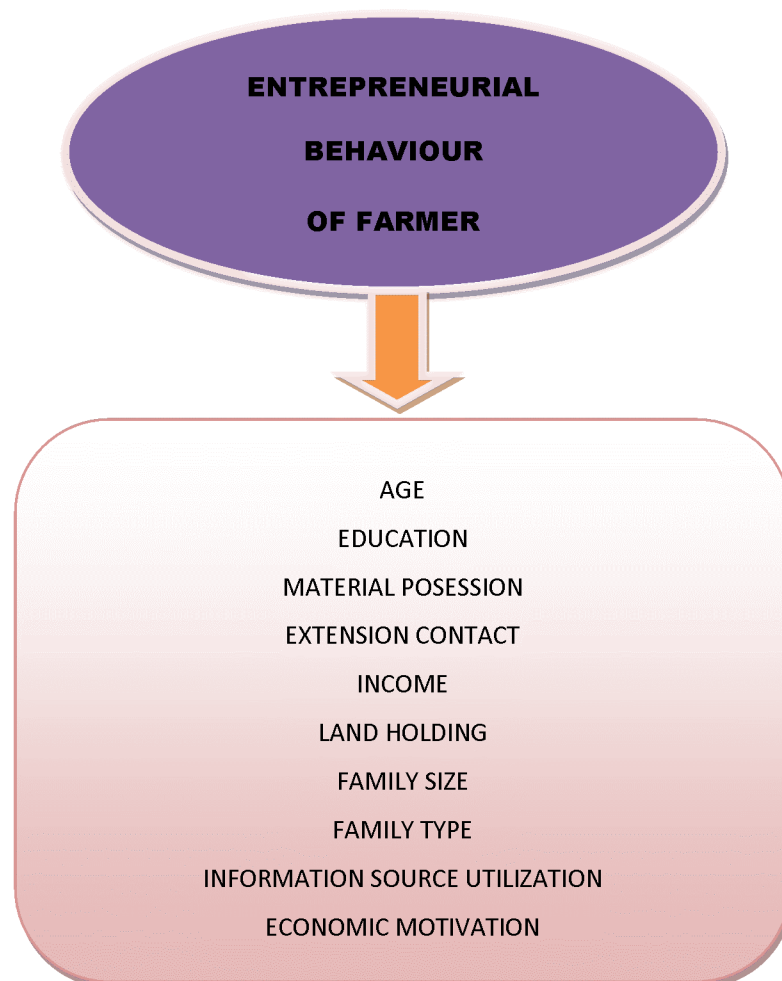 ENTREPRENEURIAL
BEHAVIOUR
OF FARMER
AGE
EDUCATION
MATERIAL POSESSION
EXTENSION CONTACT
INCOME
LAND HOLDING
FAMILY SIZE
FAMILY TYPE
INFORMATION SOURCE UTILIZATION
ECONOMIC MOTIVATION